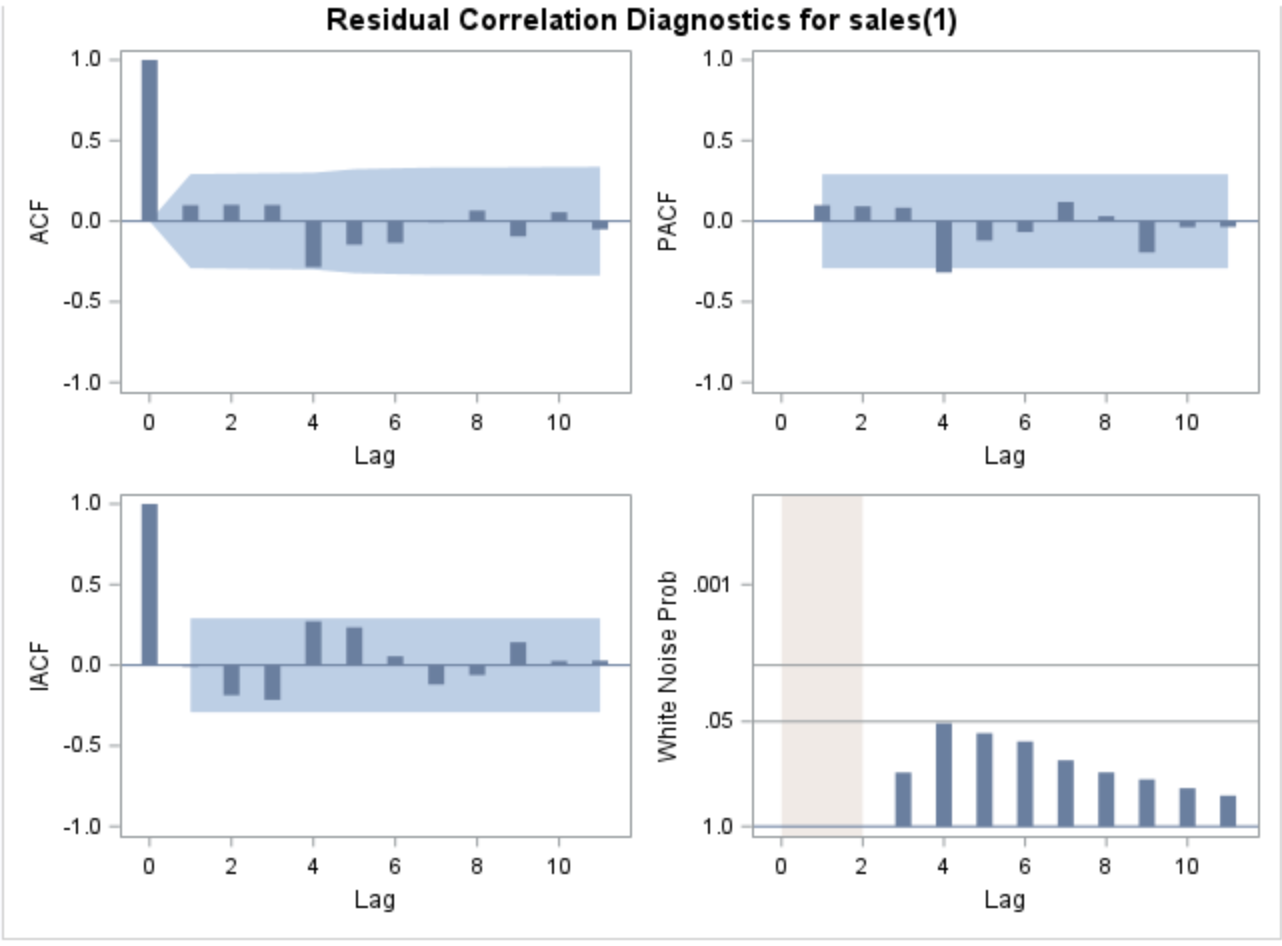 Residual Correlation Diagnostics for sales(1)
1.0
0.5
0.0
-0.5
-1.0
ACF
0 2 4 6 8 10
Lag
1.0
0.5
0.0
-0.5
-1.0
PACF
0 2 4 6 8 10
Lag
1.0
0.5
0.0
-0.5
-1.0
IACF
0 2 4 6 8 10
Lag
.001
.05
1.0
White Noise Prob
0 2 4 6 8 10
Lag